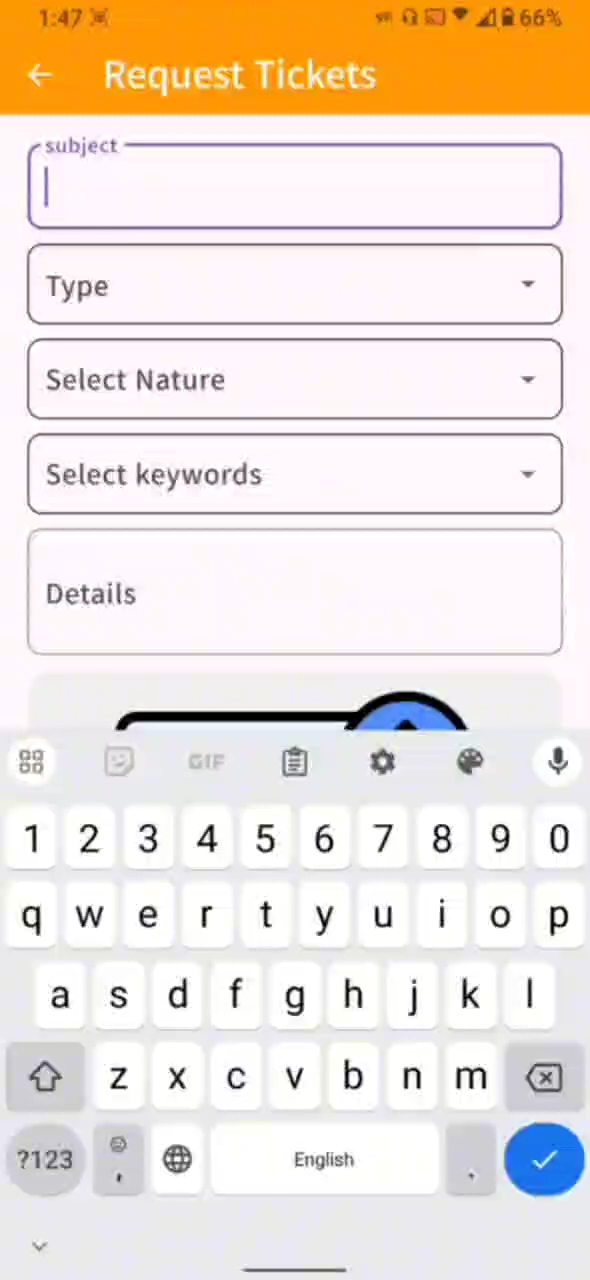 1:47 66%
Request Tickets
subject
Type
Select Nature
Select keywords
Details
GIF
1 2 3 4 5 6 7 8 9 0
q w e r t y u i o p
a s d f g h j k l
z x c v b n m
?123 , English .